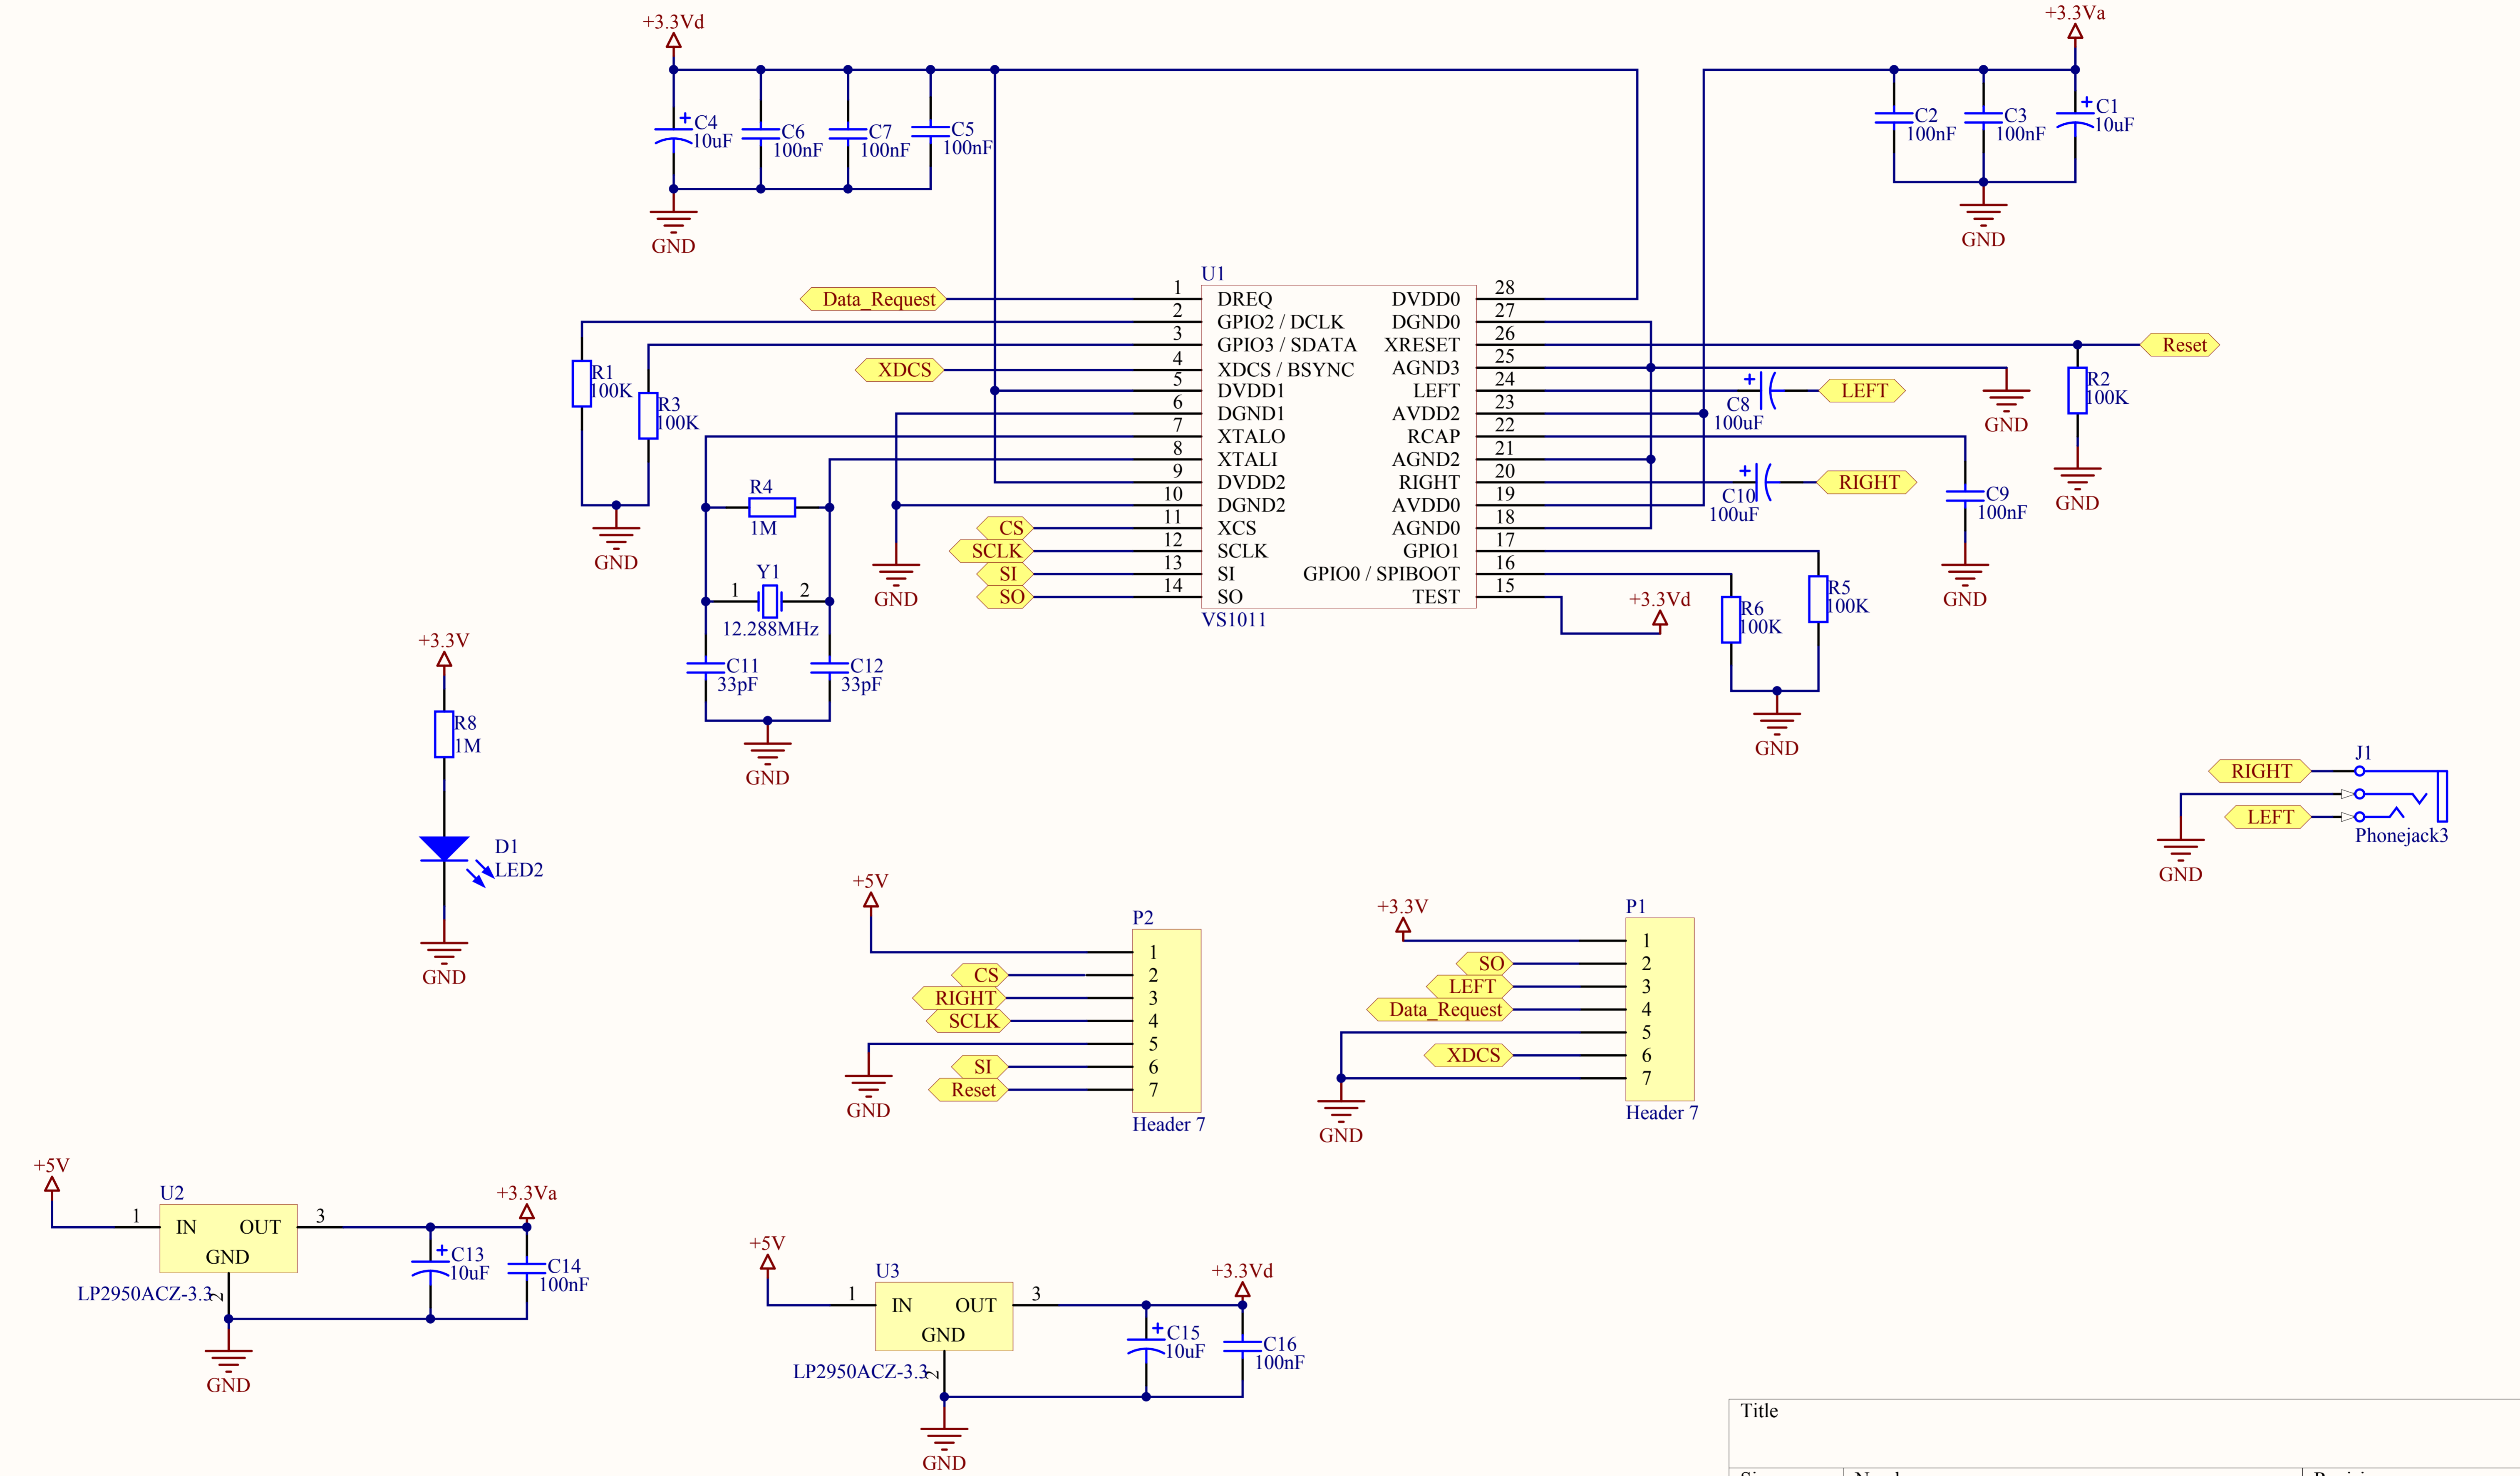 +3.3Vd
+3.3Va
C4
10uF
C6
100nF
C7
100nF
C5
100nF
GND
C2
100nF
C3
100nF
C1
10uF
GND
U1
Data_Request
1 DREQ
2 GPIO2 / DCLK
3 GPIO3 / SDATA
XDCS
4 XDCS / BSYNC
5 DVDD1
6 DGND1
7 XTALO
8 XTALI
9 DVDD2
10 DGND2
CS
11 XCS
SCLK
12 SCLK
SI
13 SI
SO
14 SO
DVDD0 28
DGND0 27
XRESET 26
AGND3 25
LEFT 24
AVDD2 23
RCAP 22
AGND2 21
RIGHT 20
AVDD0 19
AGND0 18
GPIO1 17
GPIO0 / SPIBOOT 16
TEST 15
VS1011
R1
100K
R3
100K
GND
R4
1M
Y1
1 2
12.288MHz
C11
33pF
C12
33pF
GND
GND
Reset
R2
100K
GND
GND
C8
100uF
LEFT
C10
100uF
RIGHT
C9
100nF
GND
+3.3Vd
R6
100K
R5
100K
GND
+3.3V
R8
1M
D1
LED2
GND
J1
RIGHT
LEFT
Phonejack3
GND
+5V
P2
1
CS 2
RIGHT 3
SCLK 4
5
SI 6
Reset 7
GND
Header 7
+3.3V
P1
1
SO 2
LEFT 3
Data_Request 4
5
XDCS 6
7
GND
Header 7
+5V
U2
1 IN OUT 3
GND
LP2950ACZ-3.3
2
+3.3Va
C13
10uF
C14
100nF
GND
+5V
U3
1 IN OUT 3
GND
LP2950ACZ-3.3
2
+3.3Vd
C15
10uF
C16
100nF
GND
Title